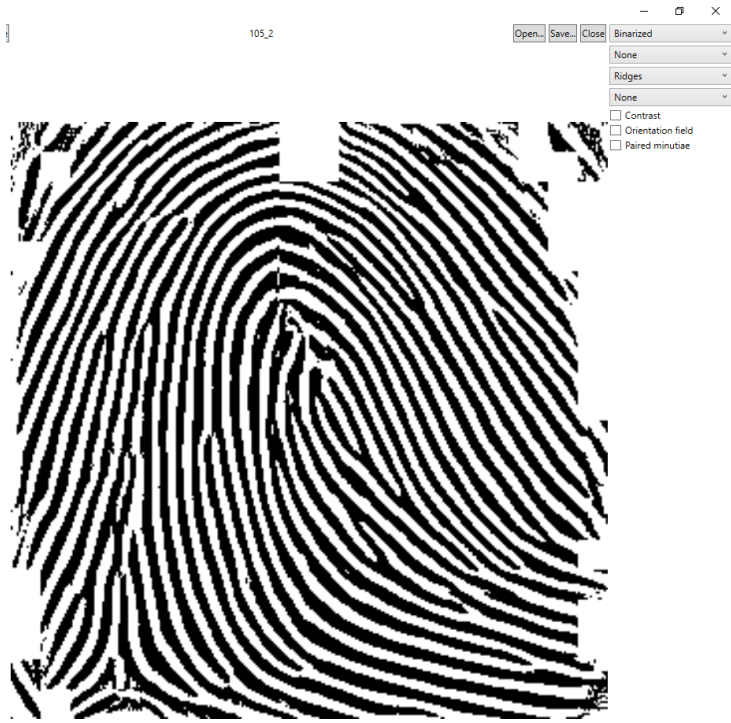 105_2 Open... Save... Close Binarized
None
Ridges
None
Contrast
Orientation field
Paired minutiae